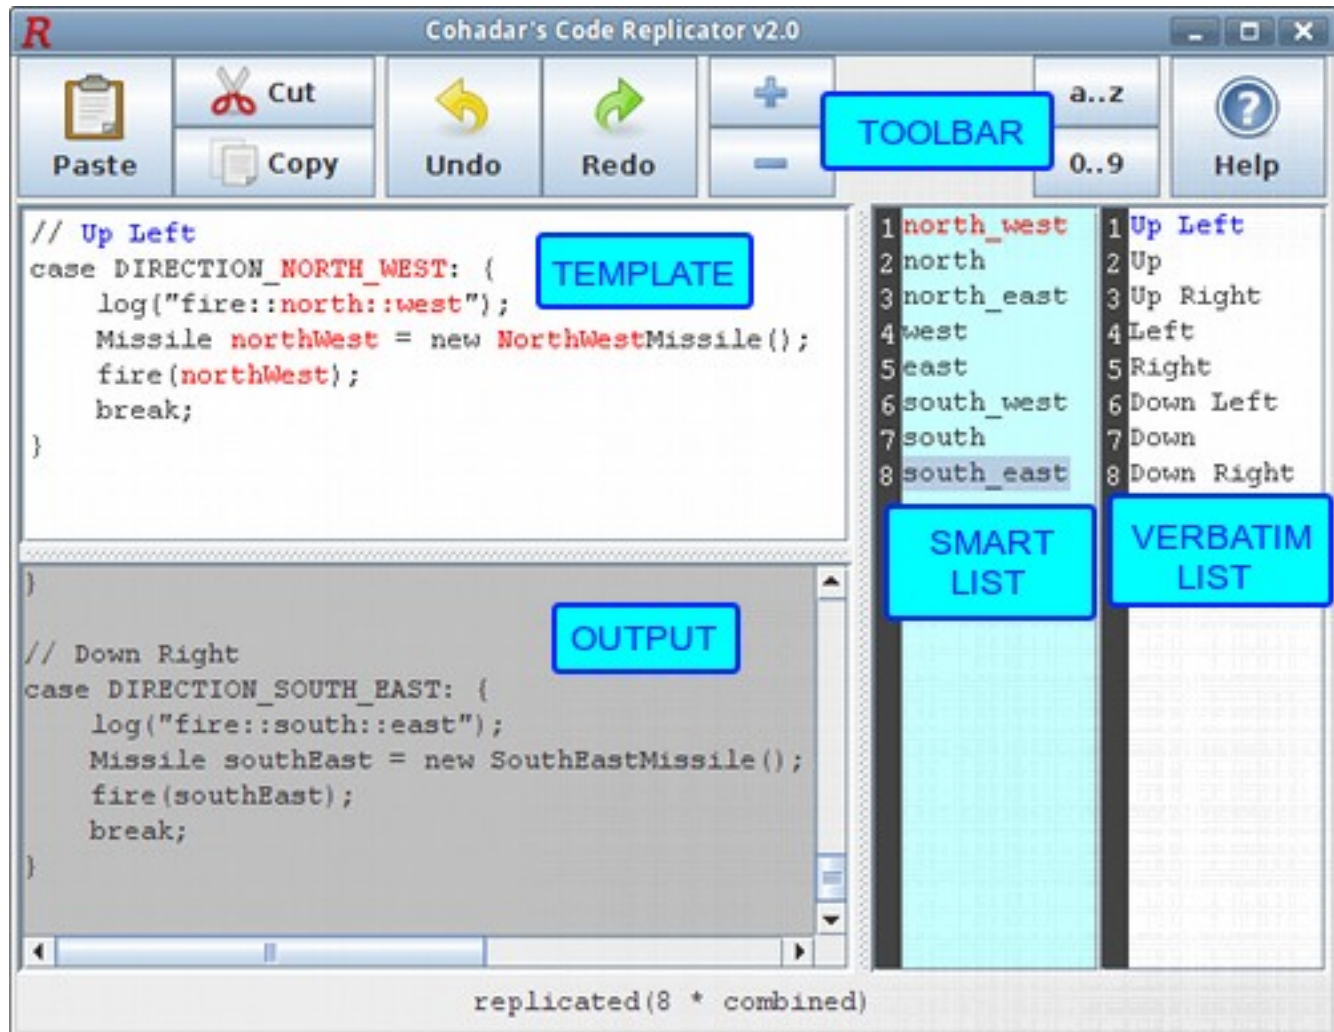 R
Cohadar's Code Replicator v2.0
Paste
Cut
Copy
Undo
Redo
TOOLBAR
a..z
0..9
Help
// Up Left
case DIRECTION_NORTH_WEST: {
    log("fire::north::west");
    Missile northWest = new NorthWestMissile();
    fire(northWest);
    break;
}
TEMPLATE
}
// Down Right
case DIRECTION_SOUTH_EAST: {
    log("fire::south::east");
    Missile southEast = new SouthEastMissile();
    fire(southEast);
    break;
}
OUTPUT
1 north_west
2 north
3 north_east
4 west
5 east
6 south_west
7 south
8 south_east
SMART
LIST
1 Up Left
2 Up
3 Up Right
4 Left
5 Right
6 Down Left
7 Down
8 Down Right
VERBATIM
LIST
replicated(8 * combined)